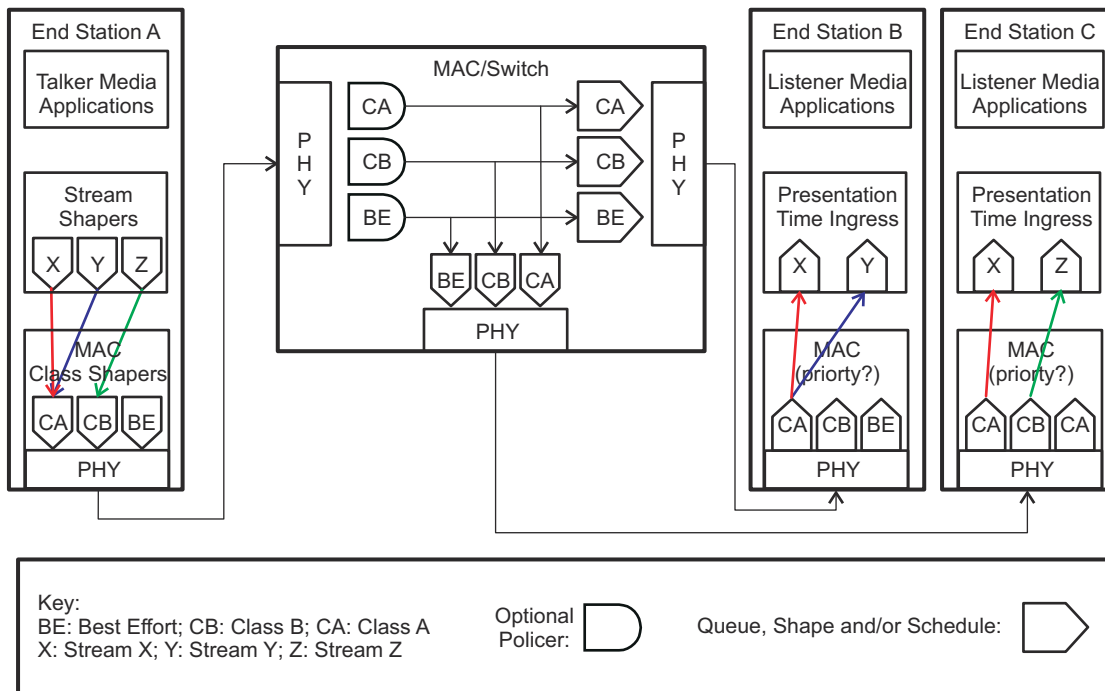 End Station A
Talker Media
Applications
Stream
Shapers
X
Y
Z
MAC
Class Shapers
CA
CB
BE
PHY
MAC/Switch
P
H
Y
CA
CB
BE
CA
CB
BE
P
H
Y
BE
CB
CA
PHY
End Station B
Listener Media
Applications
Presentation
Time Ingress
X
Y
MAC
(priorty?)
CA
CB
BE
PHY
End Station C
Listener Media
Applications
Presentation
Time Ingress
X
Z
MAC
(priorty?)
CA
CB
CA
PHY
Key:
BE: Best Effort; CB: Class B; CA: Class A
X: Stream X; Y: Stream Y; Z: Stream Z
Optional
Policer:
Queue, Shape and/or Schedule: